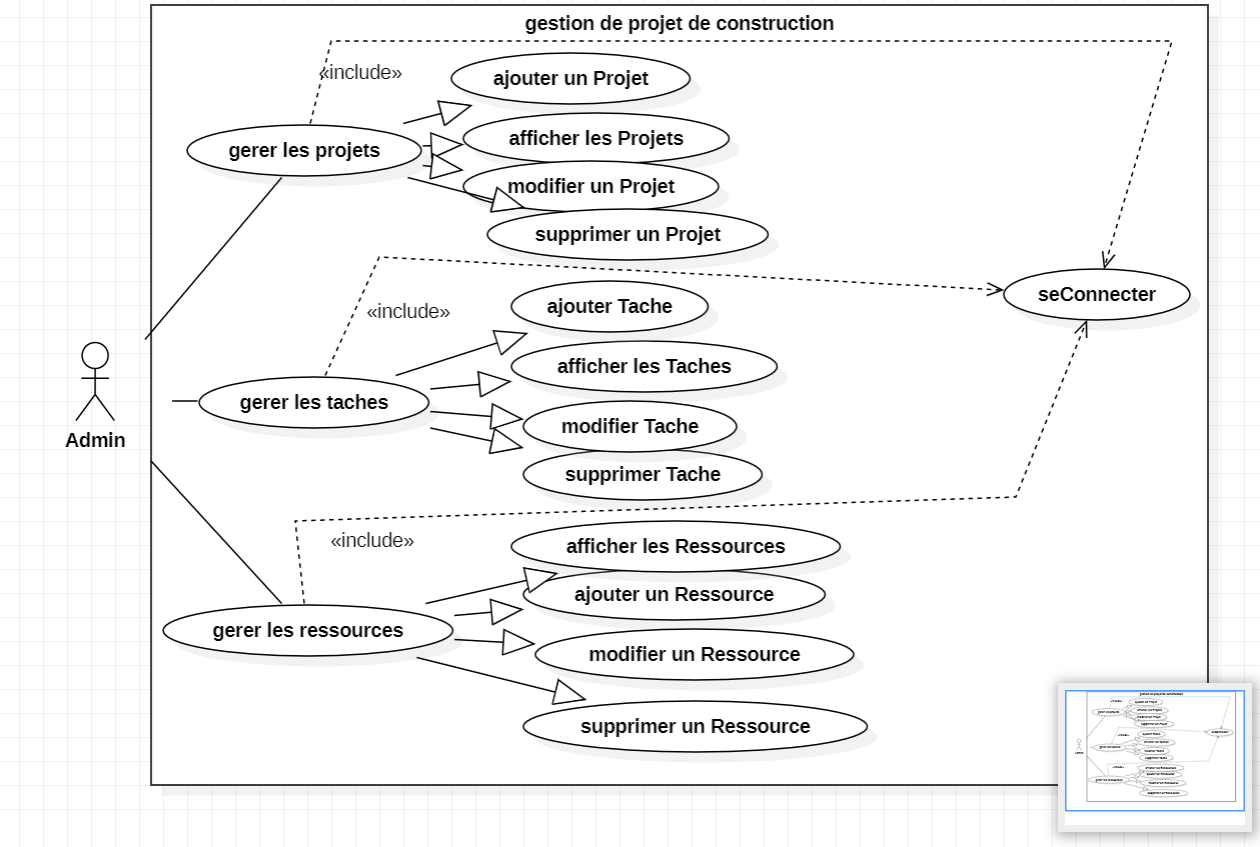 gestion de projet de construction
«include»
ajouter un Projet
afficher les Projets
gerer les projets
modifier un Projet
supprimer un Projet
seConnecter
«include»
ajouter Tache
afficher les Taches
gerer les taches
modifier Tache
Admin
supprimer Tache
«include»
afficher les Ressources
ajouter un Ressource
gerer les ressources
modifier un Ressource
supprimer un Ressource